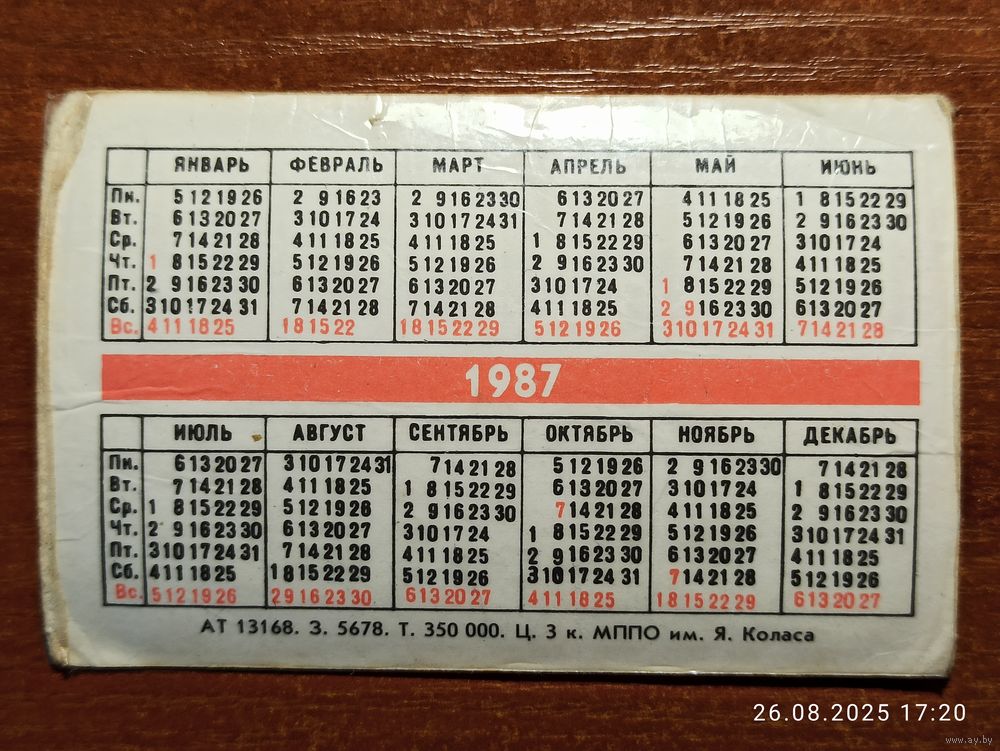 ЯНВАРЬ ФЕВРАЛЬ МАРТ АПРЕЛЬ МАЙ ИЮНЬ
Пн. 5 12 19 26 2 9 16 23 2 9 16 23 30 6 13 20 27 4 11 18 25 1 8 15 22 29
Вт. 6 13 20 27 3 10 17 24 3 10 17 24 31 7 14 21 28 5 12 19 26 2 9 16 23 30
Ср. 7 14 21 28 4 11 18 25 4 11 18 25 1 8 15 22 29 6 13 20 27 3 10 17 24
Чт. 1 8 15 22 29 5 12 19 26 5 12 19 26 2 9 16 23 30 7 14 21 28 4 11 18 25
Пт. 2 9 16 23 30 6 13 20 27 6 13 20 27 3 10 17 24 1 8 15 22 29 5 12 19 26
Сб. 3 10 17 24 31 7 14 21 28 7 14 21 28 4 11 18 25 2 9 16 23 30 6 13 20 27
Вс. 4 11 18 25 1 8 15 22 1 8 15 22 29 5 12 19 26 3 10 17 24 31 7 14 21 28
1987
ИЮЛЬ АВГУСТ СЕНТЯБРЬ ОКТЯБРЬ НОЯБРЬ ДЕКАБРЬ
Пн. 6 13 20 27 3 10 17 24 31 7 14 21 28 5 12 19 26 2 9 16 23 30 7 14 21 28
Вт. 7 14 21 28 4 11 18 25 1 8 15 22 29 6 13 20 27 3 10 17 24 1 8 15 22 29
Ср. 1 8 15 22 29 5 12 19 26 2 9 16 23 30 7 14 21 28 4 11 18 25 2 9 16 23 30
Чт. 2 9 16 23 30 6 13 20 27 3 10 17 24 1 8 15 22 29 5 12 19 26 3 10 17 24 31
Пт. 3 10 17 24 31 7 14 21 28 4 11 18 25 2 9 16 23 30 6 13 20 27 4 11 18 25
Сб. 4 11 18 25 1 8 15 22 29 5 12 19 26 3 10 17 24 31 7 14 21 28 5 12 19 26
Вс. 5 12 19 26 2 9 16 23 30 6 13 20 27 4 11 18 25 1 8 15 22 29 6 13 20 27
АТ 13168. З. 5678. Т. 350 000. Ц. 3 к. МППО им. Я. Коласа
26.08.2025 17:20
www.ay.by